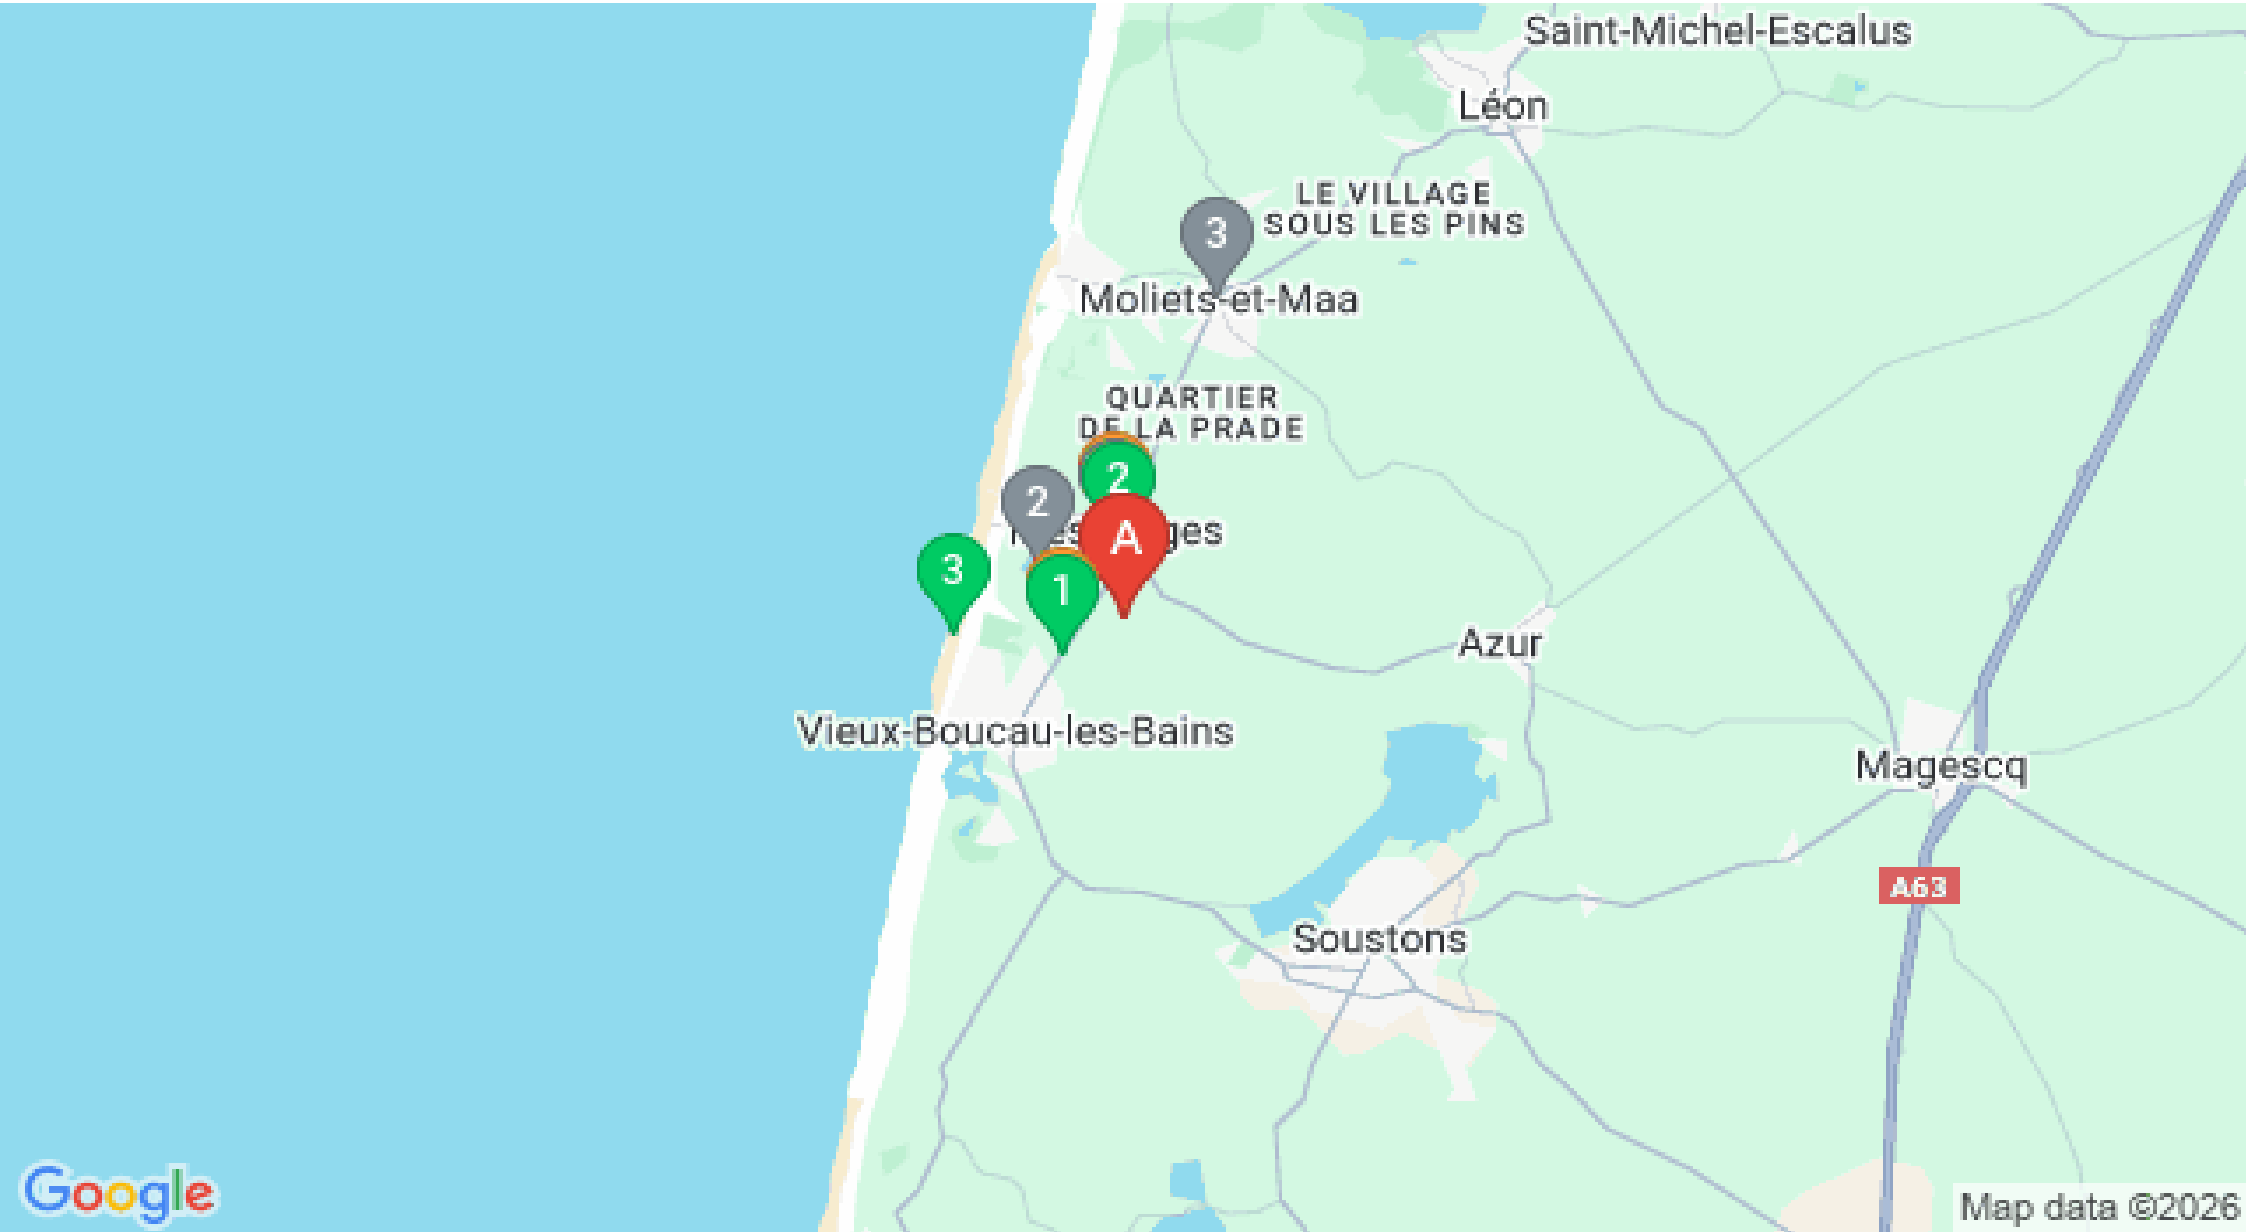 Saint-Michel-Escalus
Léon
LE VILLAGE
SOUS LES PINS
3
Moliets-et-Maa
QUARTIER
DE LA PRADE
2
2
A
3
1
Azur
Vieux-Boucau-les-Bains
Magescq
A63
Soustons
Google
Map data ©2026